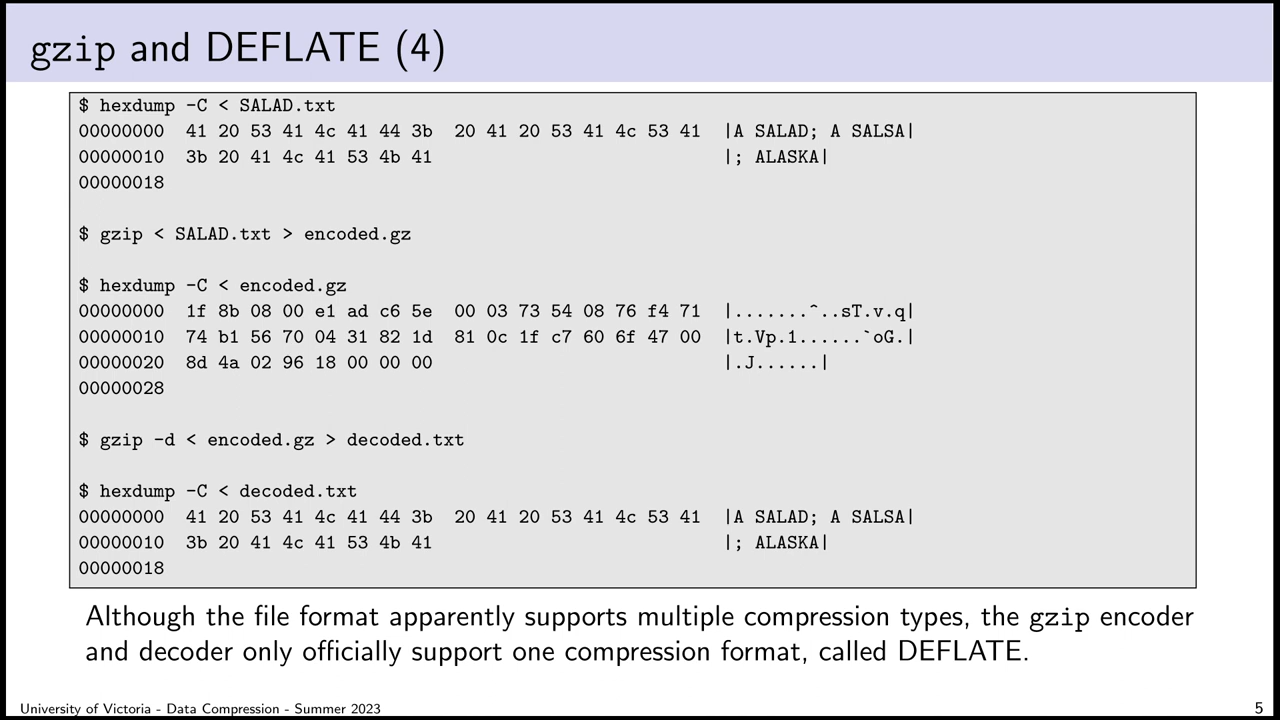 gzip and DEFLATE (4)
$ hexdump -C < SALAD.txt
00000000  41 20 53 41 4c 41 44 3b  20 41 20 53 41 4c 53 41  |A SALAD; A SALSA|
00000010  3b 20 41 4c 41 53 4b 41                           |; ALASKA|
00000018
$ gzip < SALAD.txt > encoded.gz
$ hexdump -C < encoded.gz
00000000  1f 8b 08 00 e1 ad c6 5e  00 03 73 54 08 76 f4 71  |.......^..sT.v.q|
00000010  74 b1 56 70 04 31 82 1d  81 0c 1f c7 60 6f 47 00  |t.Vp.1......`oG.|
00000020  8d 4a 02 96 18 00 00 00                           |.J......|
00000028
$ gzip -d < encoded.gz > decoded.txt
$ hexdump -C < decoded.txt
00000000  41 20 53 41 4c 41 44 3b  20 41 20 53 41 4c 53 41  |A SALAD; A SALSA|
00000010  3b 20 41 4c 41 53 4b 41                           |; ALASKA|
00000018
Although the file format apparently supports multiple compression types, the gzip encoder
and decoder only officially support one compression format, called DEFLATE.
University of Victoria - Data Compression - Summer 2023
5